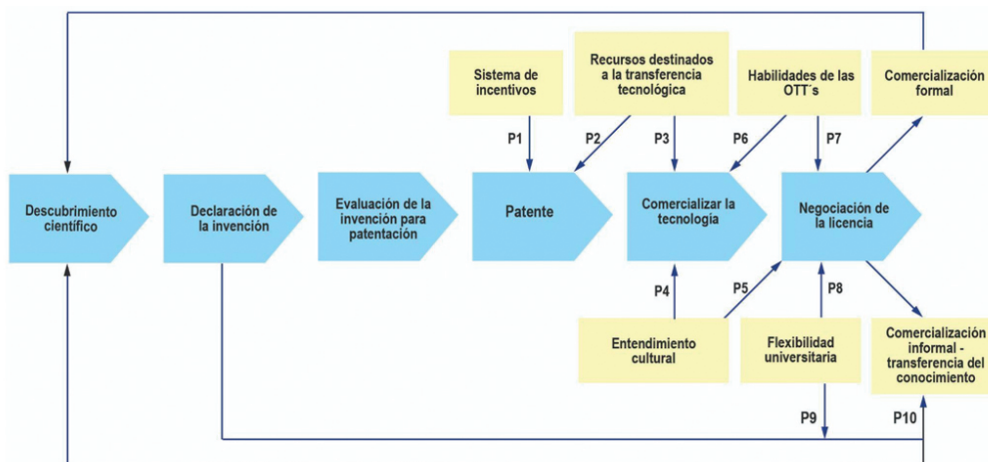 Sistema de
incentivos
Recursos destinados
a la transferencia
tecnológica
Habilidades de las
OTT´s
Comercialización
formal
P1
P2
P3
P6
P7
Descubrimiento
científico
Declaración de
la invención
Evaluación de la
invención para
patentación
Patente
Comercializar la
tecnología
Negociación de
la licencia
P4
P5
P8
Entendimiento
cultural
Flexibilidad
universitaria
Comercialización
informal -
transferencia del
conocimiento
P9
P10